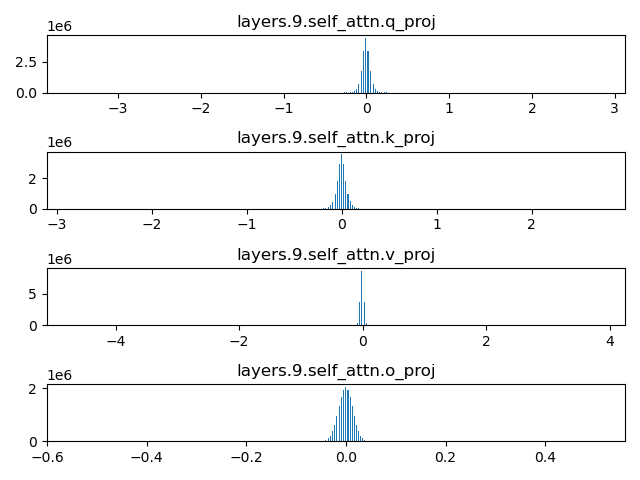 layers.9.self_attn.q_proj
1e6
2.5
0.0
−3 −2 −1 0 1 2 3
layers.9.self_attn.k_proj
1e6
2
0
−3 −2 −1 0 1 2
layers.9.self_attn.v_proj
1e6
5
0
−4 −2 0 2 4
layers.9.self_attn.o_proj
1e6
2
0
−0.6 −0.4 −0.2 0.0 0.2 0.4